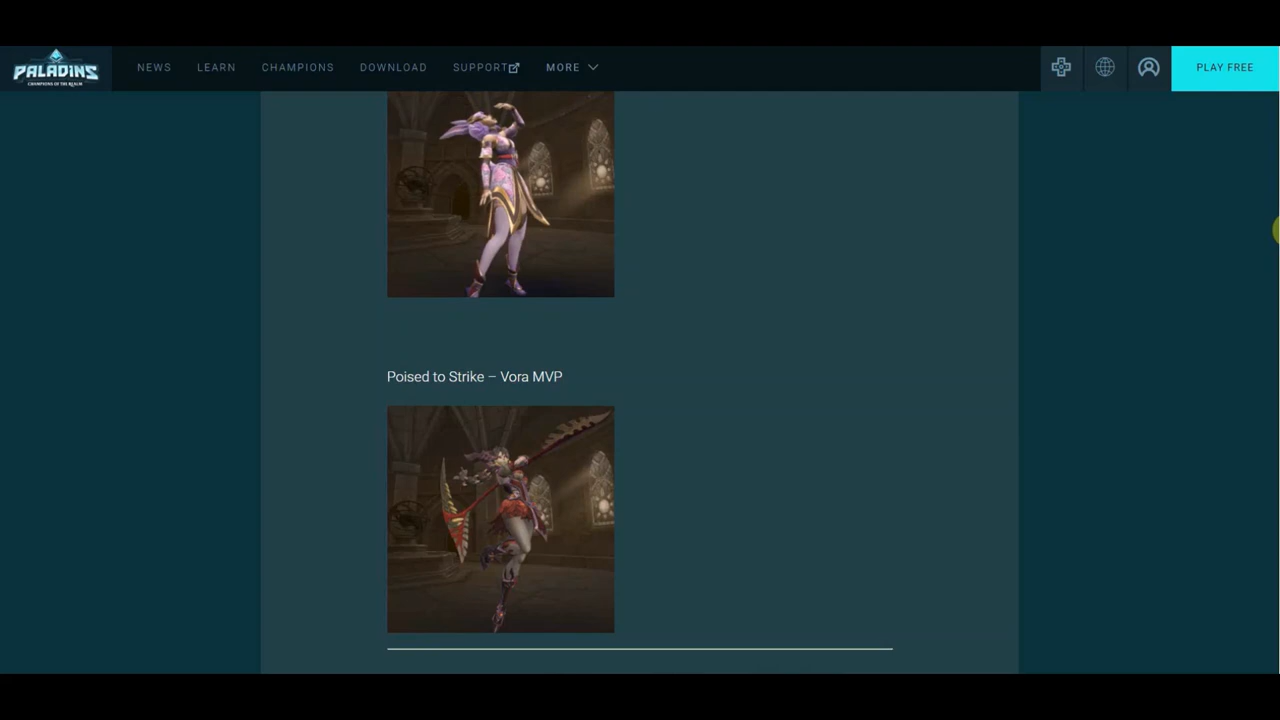 PALADINS
CHAMPIONS OF THE REALM
NEWS
LEARN
CHAMPIONS
DOWNLOAD
SUPPORT
MORE
PLAY FREE
Poised to Strike – Vora MVP